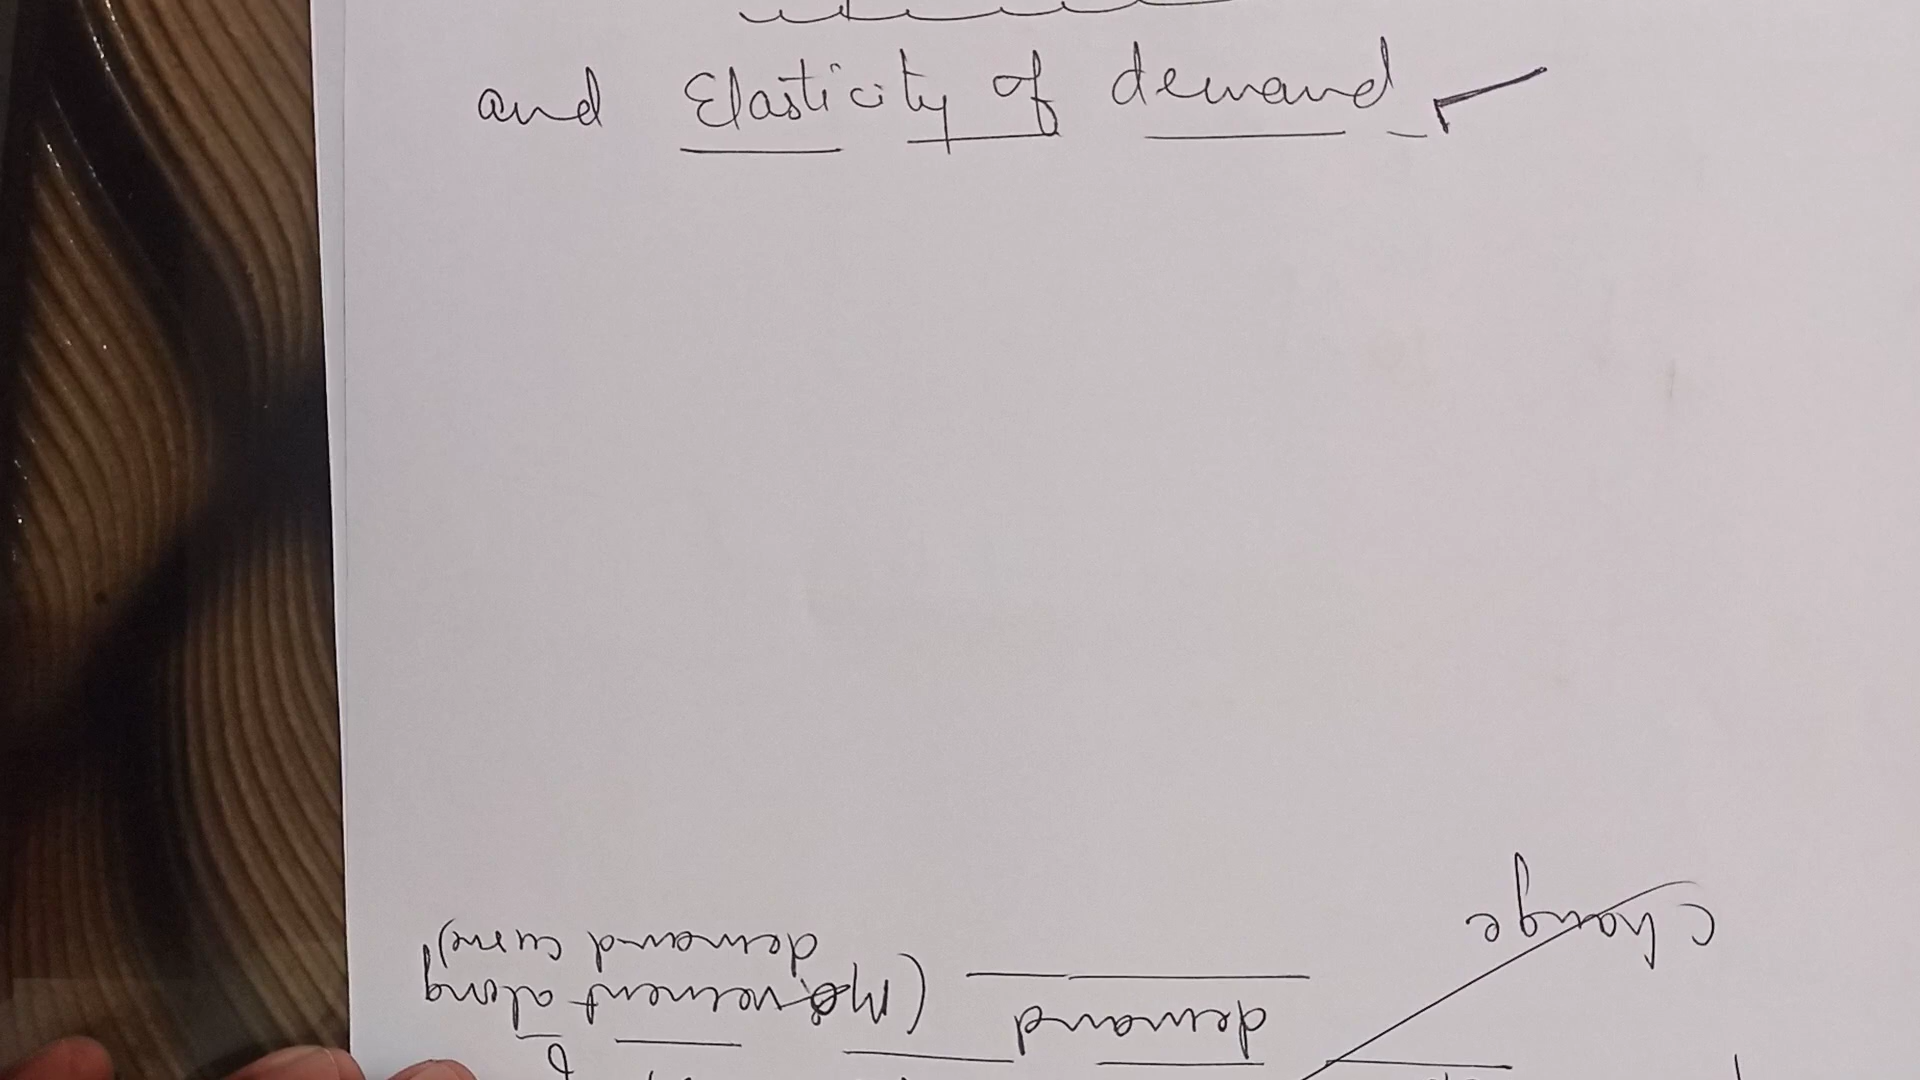 and Elasticity of demand
Change
demand (Movement along
demand curve)